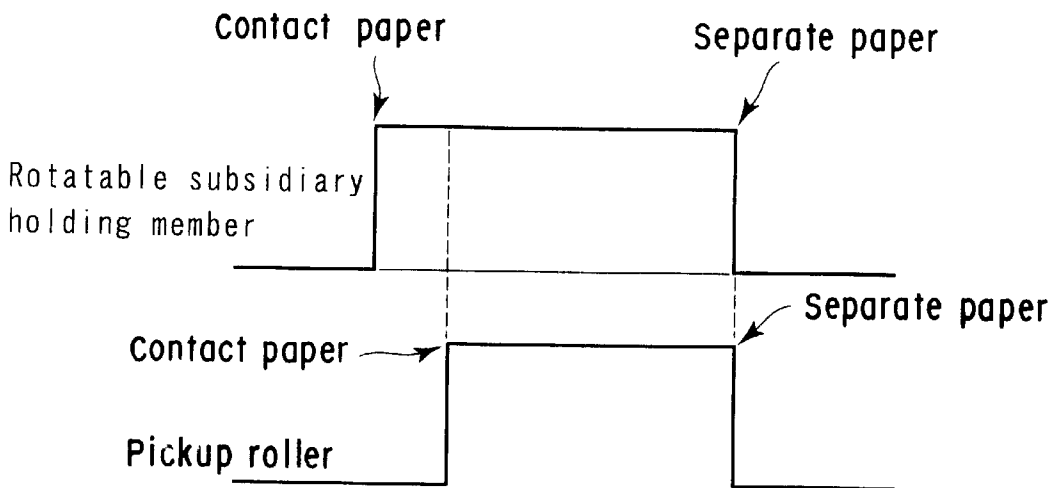 Contact paper
Separate paper
Rotatable subsidiary
holding member
Separate paper
Contact paper
Pickup roller